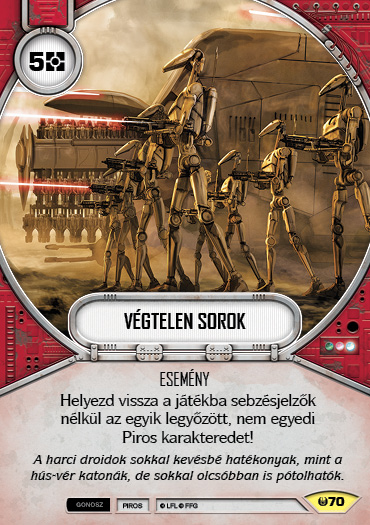 5
VÉGTELEN SOROK
ESEMÉNY
Helyezd vissza a játékba sebzésjelzők
nélkül az egyik legyőzött, nem egyedi
Piros karakteredet!
A harci droidok sokkal kevésbé hatékonyak, mint a
hús-vér katonák, de sokkal olcsóbban is pótolhatók.
GONOSZ PIROS © LFL © FFG 70